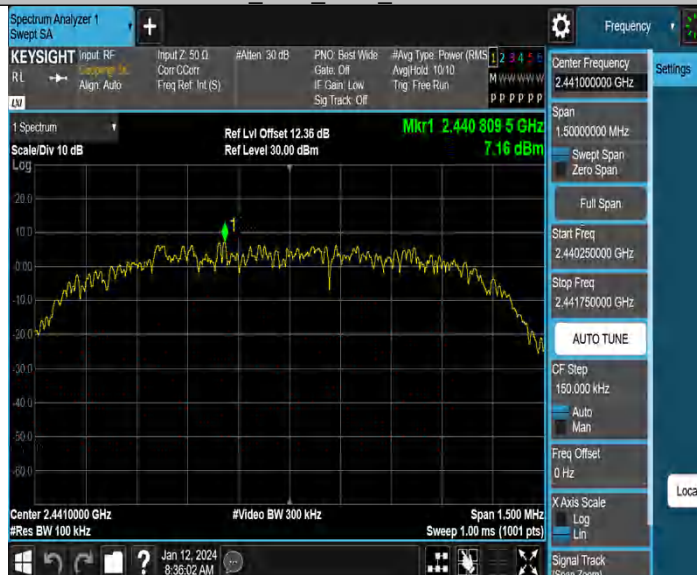 Spectrum Analyzer 1
Swept SA
Frequency
KEYSIGHT
RL
Input: RF
Coupling: DC
Align: Auto
Input Z: 50 Ω
Corr CCorr
Freq Ref: Int (S)
#Atten: 30 dB
PNO: Best Wide
Gate: Off
IF Gain: Low
Sig Track: Off
#Avg Type: Power (RMS
Avg|Hold: 10/10
Trig: Free Run
1 2 3 4 5 6
M W W W W W
P P P P P P
LXI
1 Spectrum
Scale/Div 10 dB
Log
Ref Lvl Offset 12.36 dB
Ref Level 30.00 dBm
Mkr1 2.440 809 5 GHz
7.16 dBm
20.0
10.0
0.00
-10.0
-20.0
-30.0
-40.0
-50.0
-60.0
1
Center 2.4410000 GHz
#Res BW 100 kHz
#Video BW 300 kHz
Span 1.500 MHz
Sweep 1.00 ms (1001 pts)
Jan 12, 2024
8:36:02 AM
?
Center Frequency
2.441000000 GHz
Settings
Span
1.50000000 MHz
Swept Span
Zero Span
Full Span
Start Freq
2.440250000 GHz
Stop Freq
2.441750000 GHz
AUTO TUNE
CF Step
150.000 kHz
Auto
Man
Freq Offset
0 Hz
X Axis Scale
Log
Lin
Loca
Signal Track
(Span Zoom)